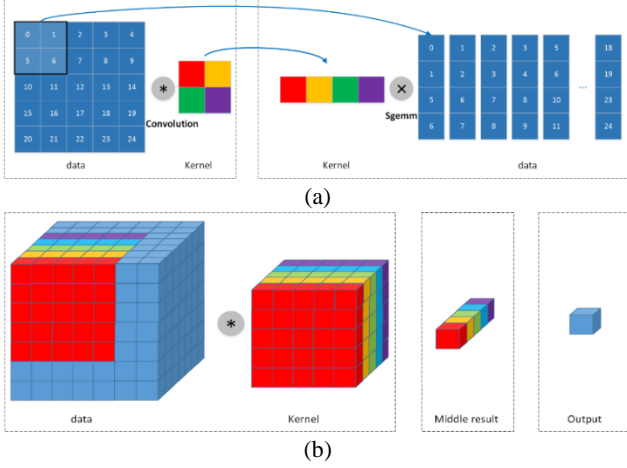 0 1 2 3 4
5 6 7 8 9
10 11 12 13 14
15 16 17 18 19
20 21 22 23 24
*
Convolution
data
Kernel
Kernel
×
Sgemm
0 1 2 3 5 18
1 2 3 4 6 ... 19
5 6 7 8 10 23
6 7 8 9 11 24
data
(a)
*
data
Kernel
Middle result
Output
(b)